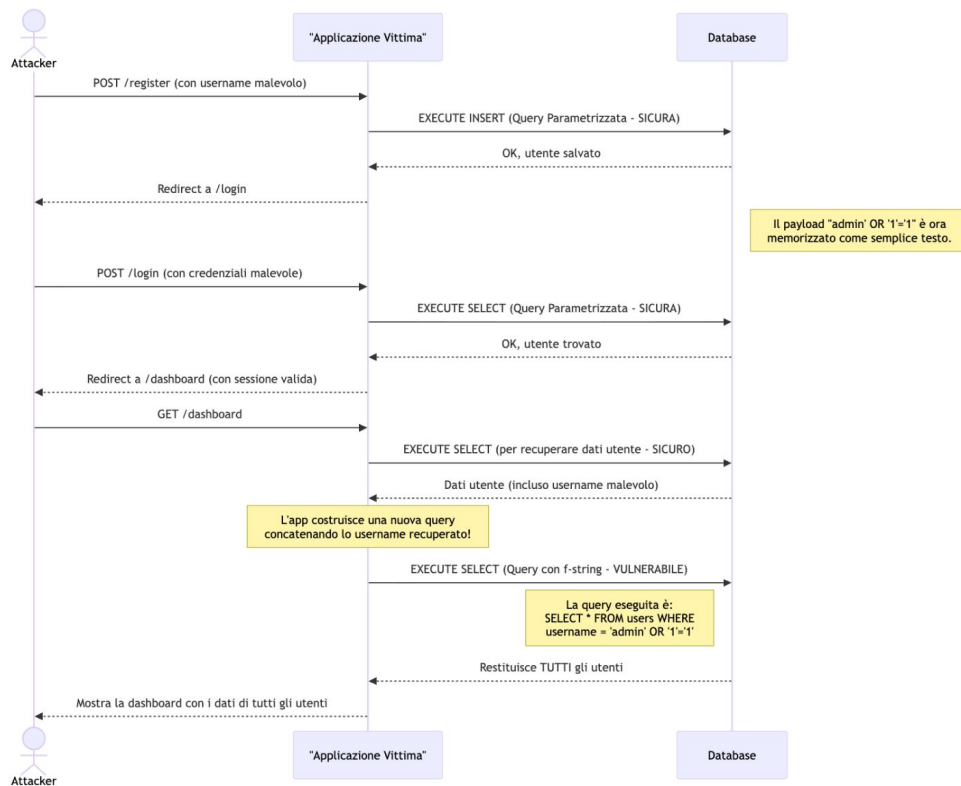 "Applicazione Vittima"
Database
Attacker
POST /register (con username malevolo)
EXECUTE INSERT (Query Parametrizzata - SICURA)
OK, utente salvato
Redirect a /login
Il payload "admin' OR '1'='1" è ora
memorizzato come semplice testo.
POST /login (con credenziali malevole)
EXECUTE SELECT (Query Parametrizzata - SICURA)
OK, utente trovato
Redirect a /dashboard (con sessione valida)
GET /dashboard
EXECUTE SELECT (per recuperare dati utente - SICURO)
Dati utente (incluso username malevolo)
L'app costruisce una nuova query
concatenando lo username recuperato!
EXECUTE SELECT (Query con f-string - VULNERABILE)
La query eseguita è:
SELECT * FROM users WHERE
username = 'admin' OR '1'='1'
Restituisce TUTTI gli utenti
Mostra la dashboard con i dati di tutti gli utenti
"Applicazione Vittima"
Database
Attacker